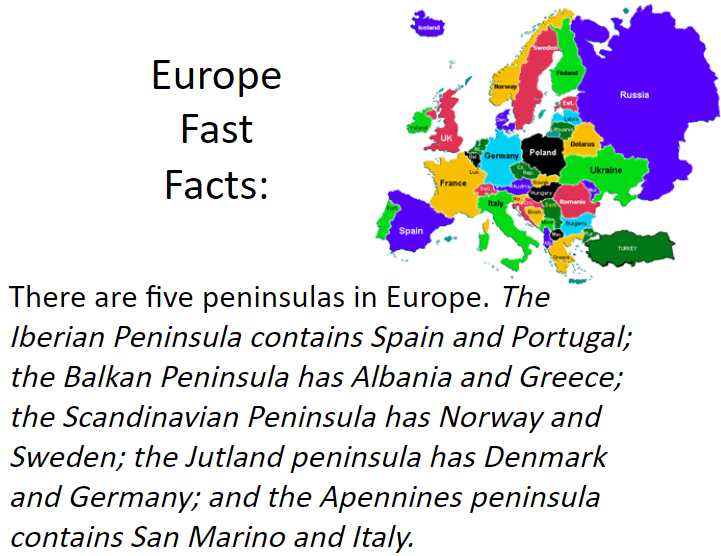 Europe
Fast
Facts:
Iceland
Sweden
Finland
Norway
Russia
Est.
Latvia
Lithuania
Ireland
UK
Belarus
Poland
Germany
Bel.
Lux.
Ukraine
France
Austria
Hungary
Italy
Romania
Bulgaria
Spain
Greece
TURKEY
There are five peninsulas in Europe. The
Iberian Peninsula contains Spain and Portugal;
the Balkan Peninsula has Albania and Greece;
the Scandinavian Peninsula has Norway and
Sweden; the Jutland peninsula has Denmark
and Germany; and the Apennines peninsula
contains San Marino and Italy.